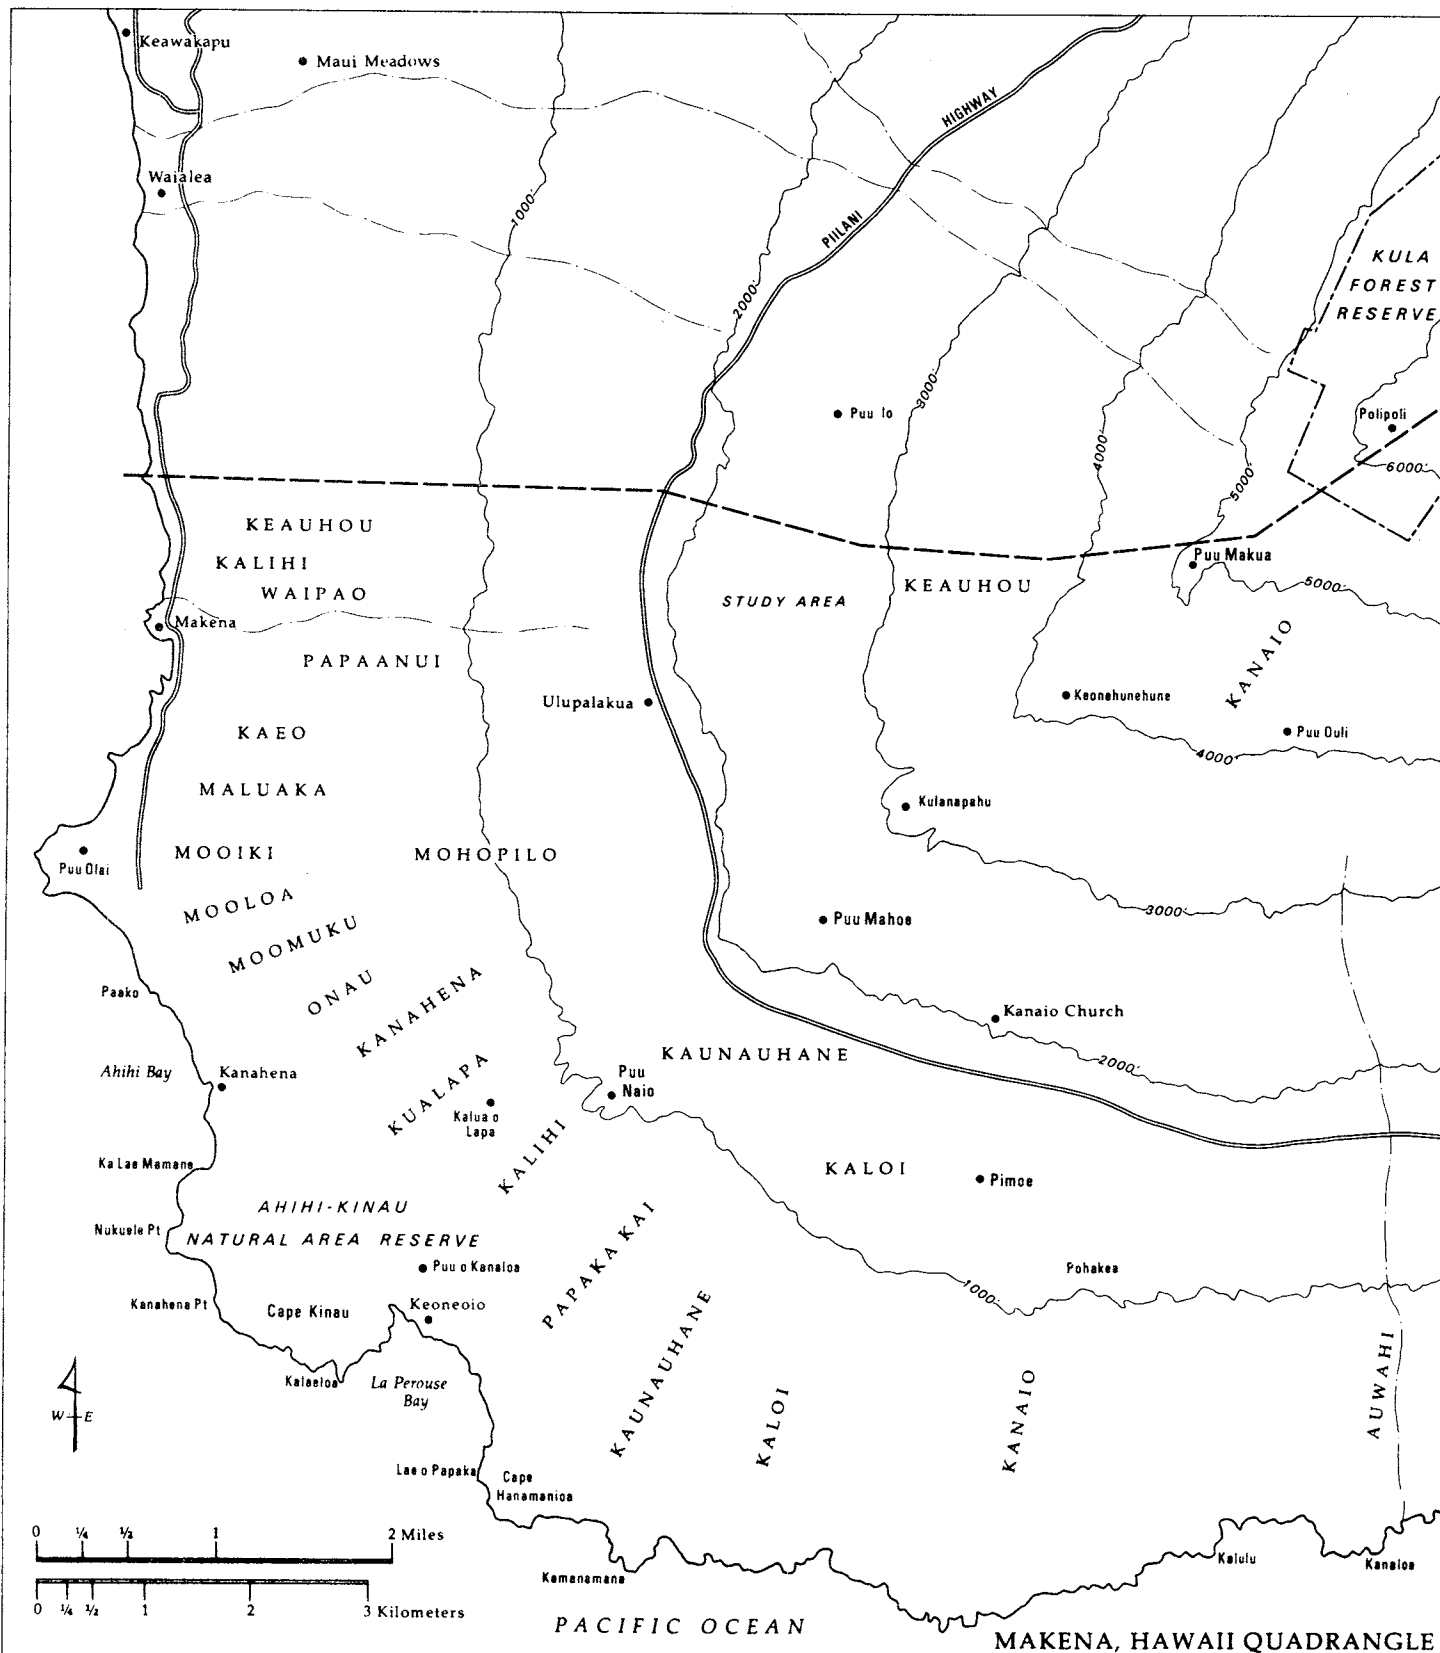 Keawakapu
Maui Meadows
HIGHWAY
Waialea
1000'
PIILANI
KULA
FOREST
RESERVE
2000'
3000'
Puu Io
Polipoli
4000'
6000'
5000'
KEAUHOU
KALIHI
Puu Makua
WAIPAO
STUDY AREA
KEAUHOU
5000'
Makena
KANAIO
PAPAANUI
Ulupalakua
Keonehunehune
KAEO
Puu Ouli
4000'
MALUAKA
Kulanapahu
MOOIKI
MOHOPILO
Puu Olai
MOOLOA
3000'
Puu Mahoe
MOOMUKU
ONAU
Paako
KANAHENA
Kanaio Church
KAUNAUHANE
Ahihi Bay
Kanahena
Puu
Naio
2000'
KUALAPA
Kalua o
Lapa
KALIHI
Ka Lae Mamane
KALOI
Pimoe
AHIHI-KINAU
NATURAL AREA RESERVE
Nukuele Pt
PAPAKA KAI
Puu o Kanaloa
Pohakea
1000'
Kanahena Pt
Cape Kinau
Keoneoio
KAUNAUHANE
Kalaeloa
La Perouse
Bay
KALOI
KANAIO
AUWAHI
W E
Lae o Papaka
Cape
Hanamanioa
0 ¼ ½ 1 2 Miles
Kamanamana
Kalulu
Kanaloa
0 ¼ ½ 1 2 3 Kilometers
PACIFIC OCEAN
MAKENA, HAWAII QUADRANGLE